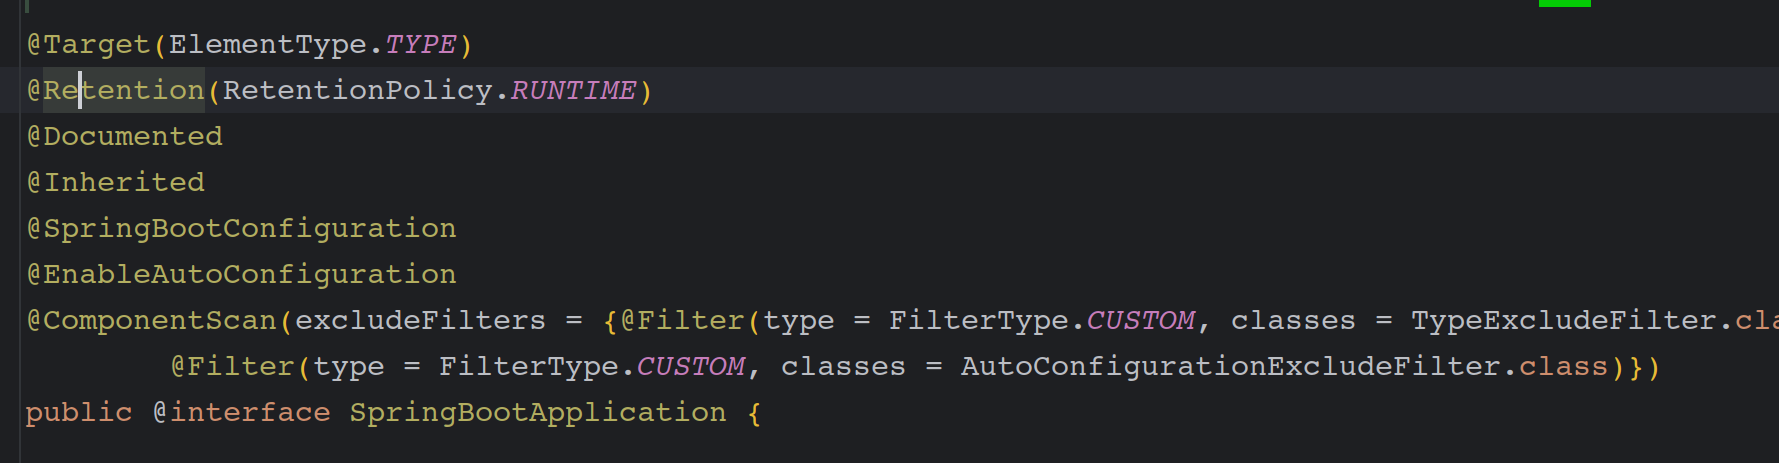 @Target(ElementType.TYPE)
@Retention(RetentionPolicy.RUNTIME)
@Documented
@Inherited
@SpringBootConfiguration
@EnableAutoConfiguration
@ComponentScan(excludeFilters = {@Filter(type = FilterType.CUSTOM, classes = TypeExcludeFilter.cla
@Filter(type = FilterType.CUSTOM, classes = AutoConfigurationExcludeFilter.class)})
public @interface SpringBootApplication {